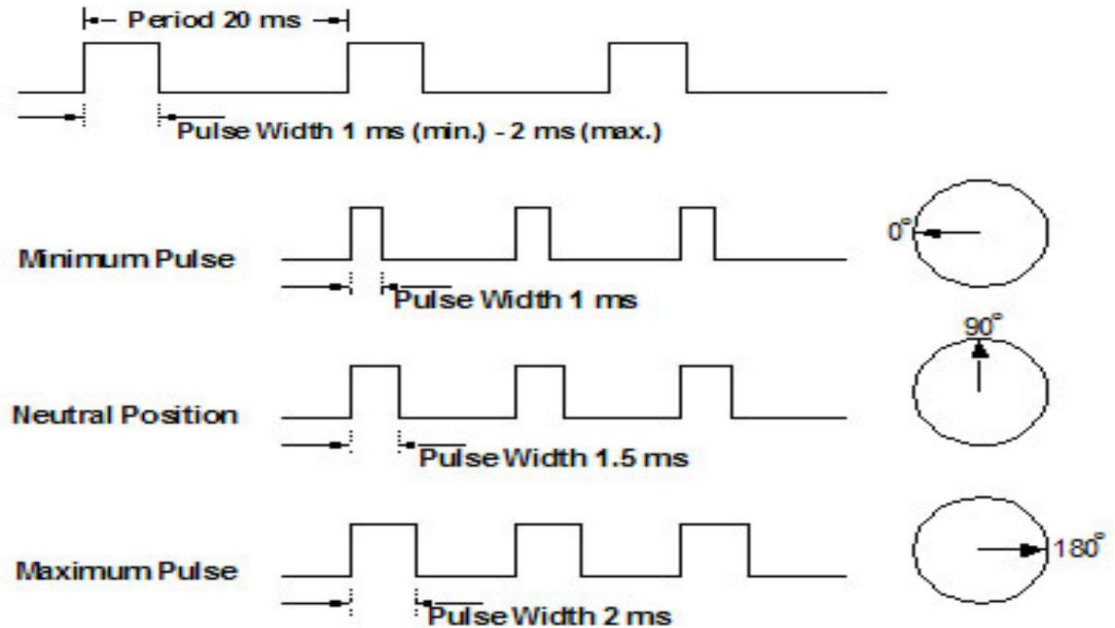 Period 20 ms
Pulse Width 1 ms (min.) - 2 ms (max.)
Minimum Pulse
0°
Pulse Width 1 ms
90°
Neutral Position
Pulse Width 1.5 ms
Maximum Pulse
180°
Pulse Width 2 ms